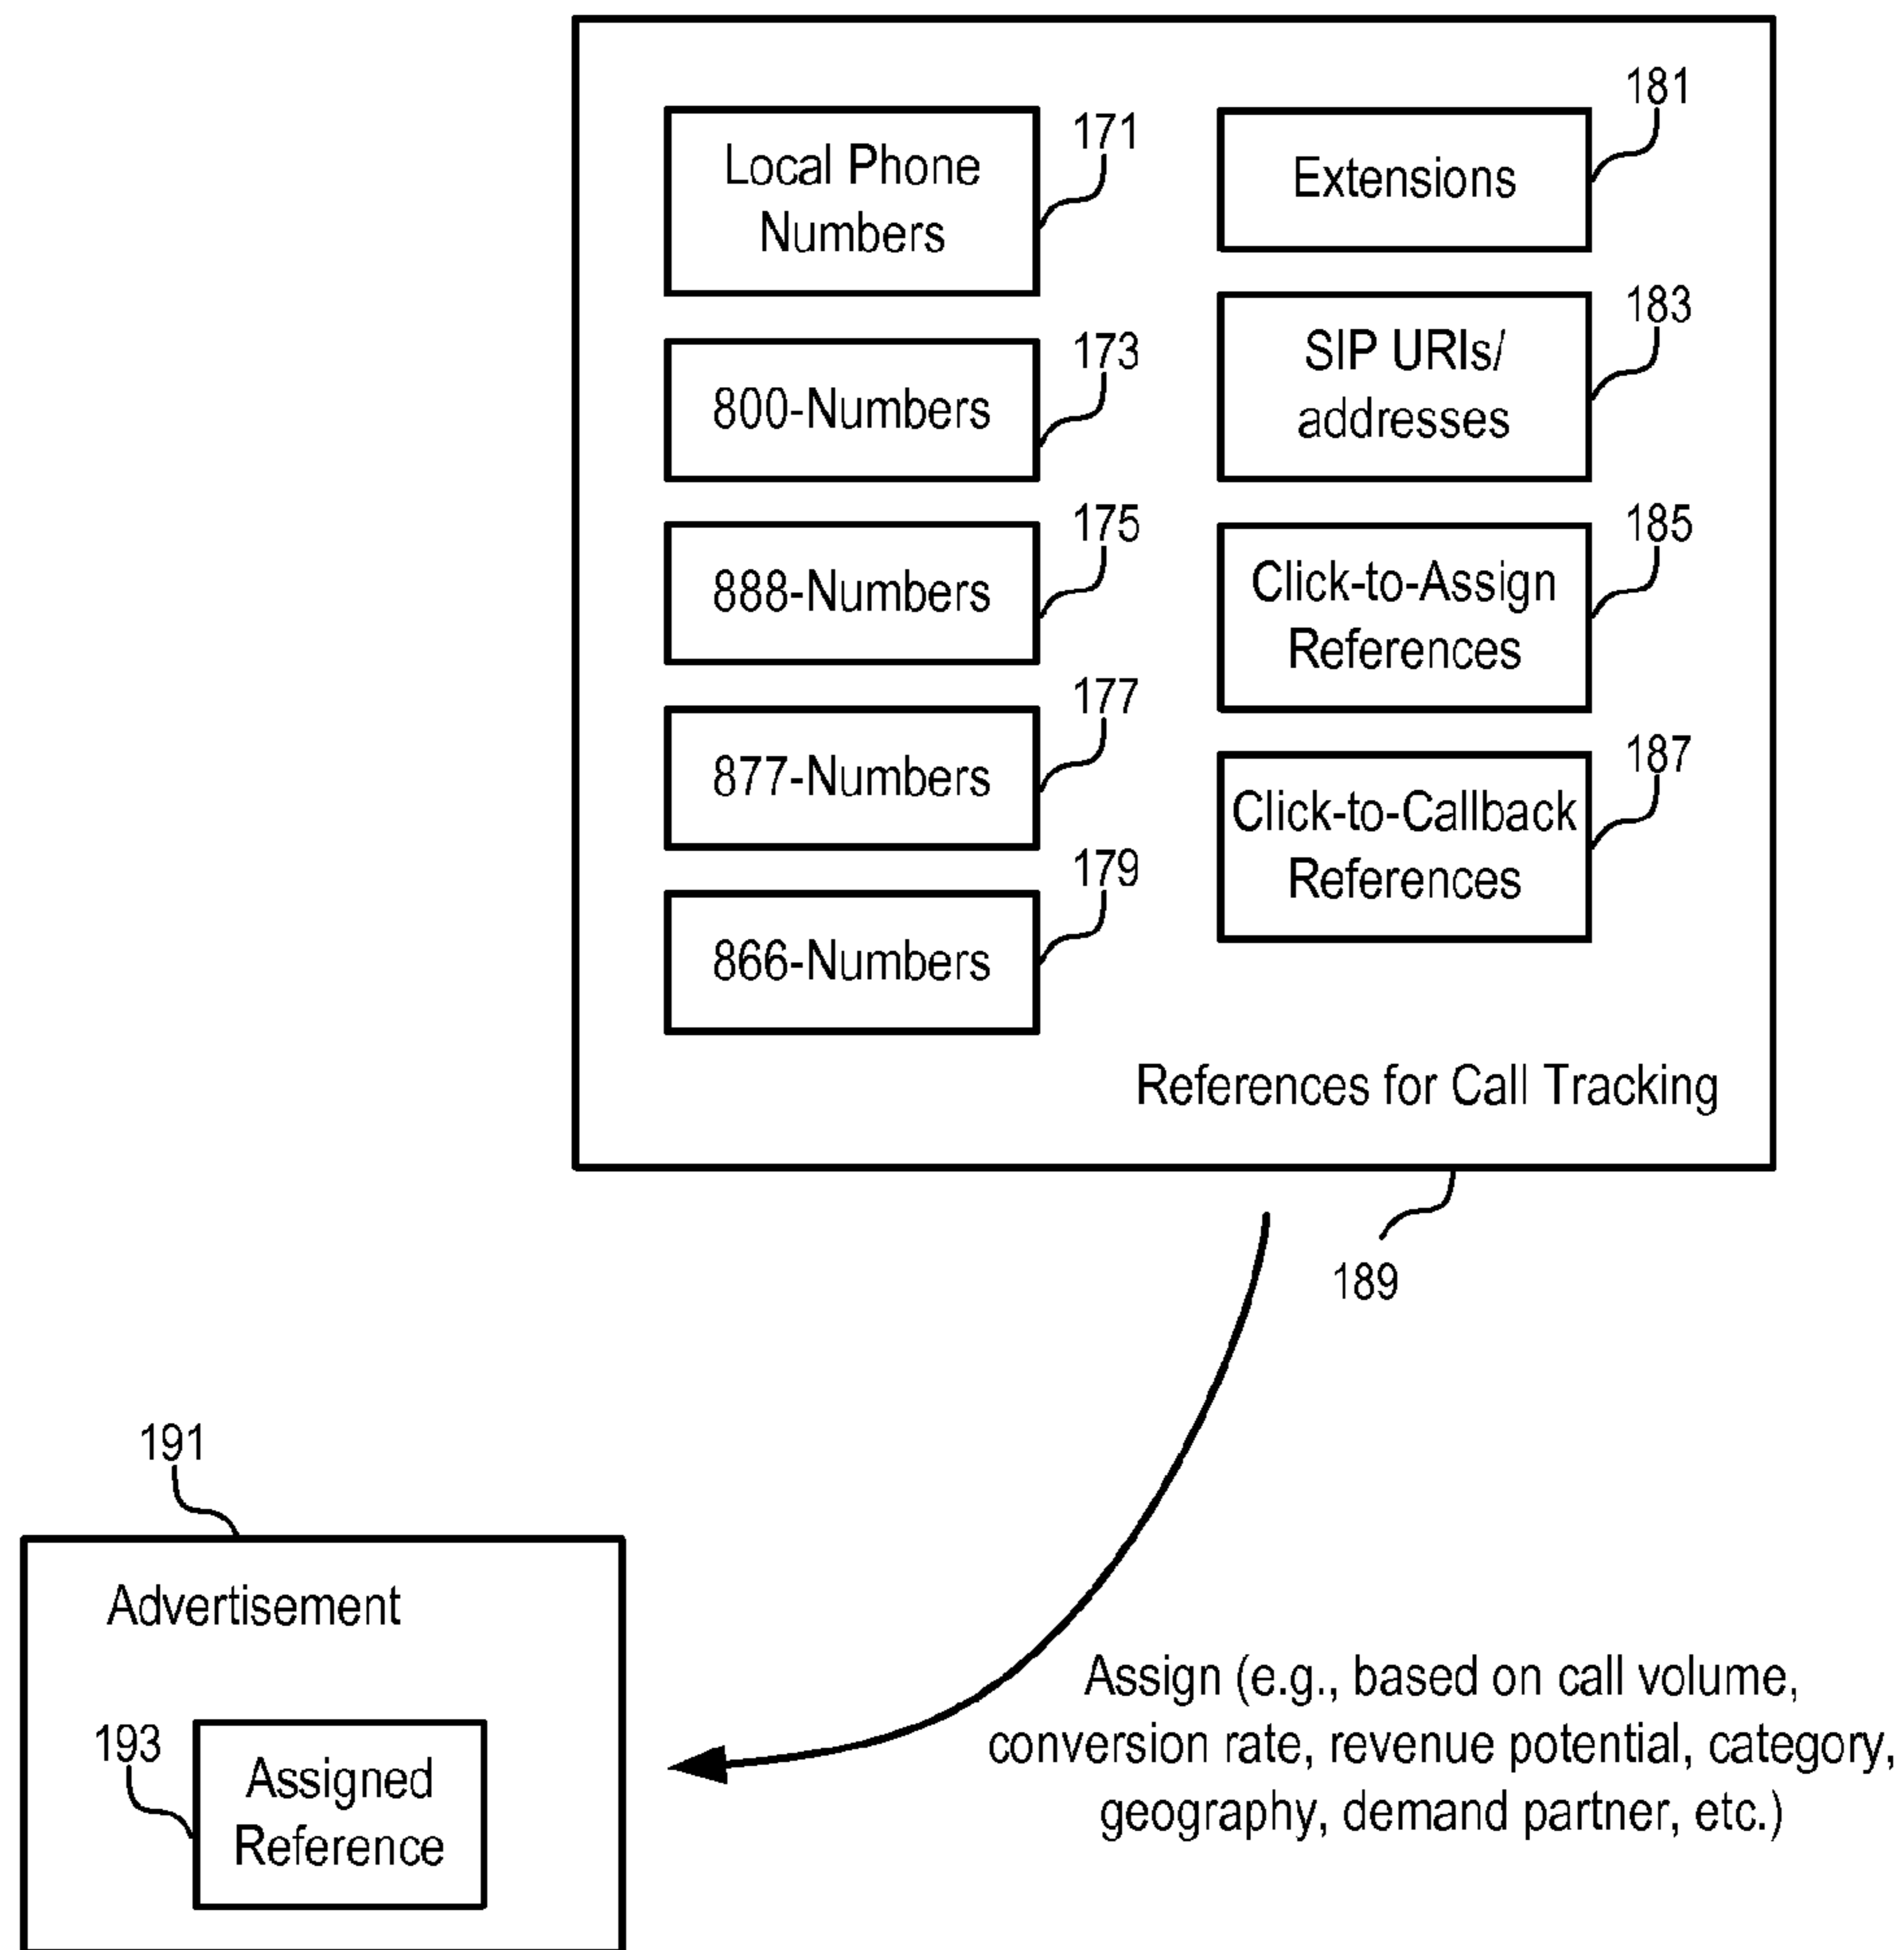 Local Phone
Numbers
171
800-Numbers
173
888-Numbers
175
877-Numbers
177
866-Numbers
179
Extensions
181
SIP URIs/
addresses
183
Click-to-Assign
References
185
Click-to-Callback
References
187
References for Call Tracking
189
191
Advertisement
193
Assigned
Reference
Assign (e.g., based on call volume,
conversion rate, revenue potential, category,
geography, demand partner, etc.)